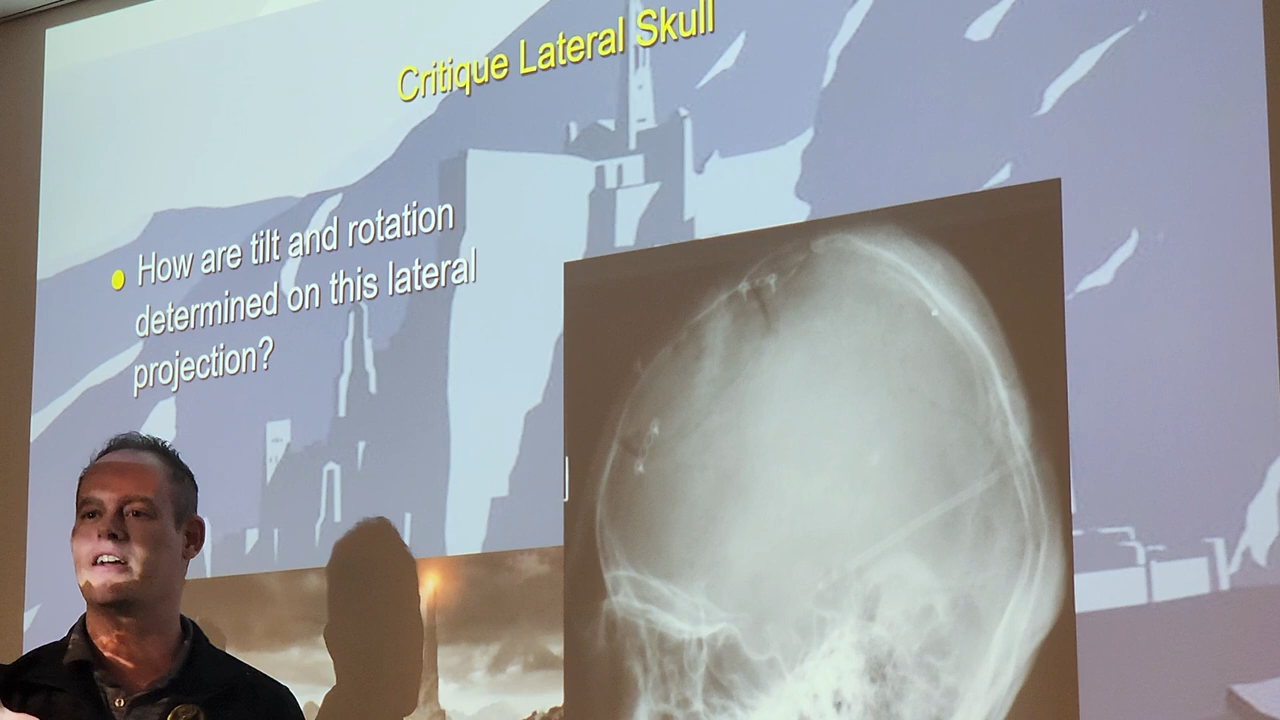 Critique Lateral Skull
How are tilt and rotation
determined on this lateral
projection?